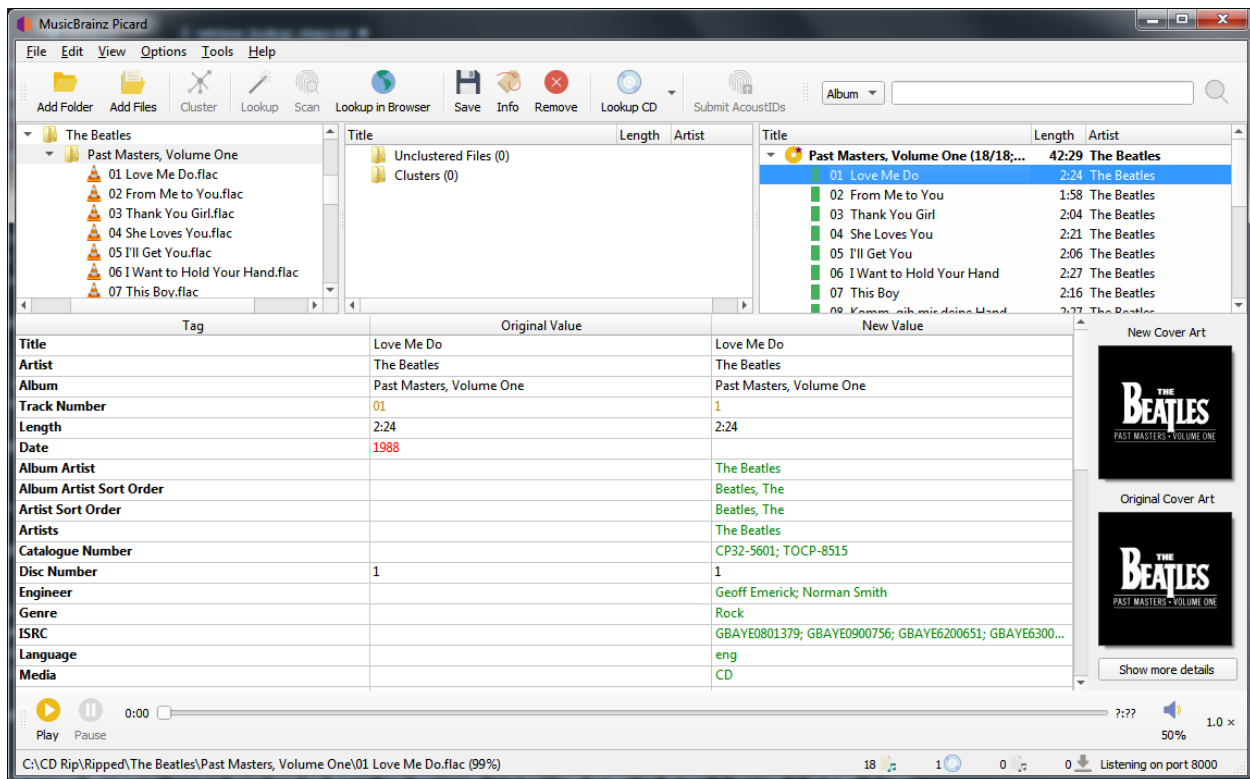 MusicBrainz Picard
File Edit View Options Tools Help
Add Folder Add Files Cluster Lookup Scan Lookup in Browser Save Info Remove Lookup CD Submit AcoustIDs Album
The Beatles
Past Masters, Volume One
01 Love Me Do.flac
02 From Me to You.flac
03 Thank You Girl.flac
04 She Loves You.flac
05 I'll Get You.flac
06 I Want to Hold Your Hand.flac
07 This Boy.flac
Title Length Artist
Unclustered Files (0)
Clusters (0)
Title Length Artist
Past Masters, Volume One (18/18;... 42:29 The Beatles
01 Love Me Do 2:24 The Beatles
02 From Me to You 1:58 The Beatles
03 Thank You Girl 2:04 The Beatles
04 She Loves You 2:21 The Beatles
05 I'll Get You 2:06 The Beatles
06 I Want to Hold Your Hand 2:27 The Beatles
07 This Boy 2:16 The Beatles
08 Komm, gib mir deine Hand 2:27 The Beatles
Tag Original Value New Value
Title Love Me Do Love Me Do
Artist The Beatles The Beatles
Album Past Masters, Volume One Past Masters, Volume One
Track Number 01 1
Length 2:24 2:24
Date 1988
Album Artist The Beatles
Album Artist Sort Order Beatles, The
Artist Sort Order Beatles, The
Artists The Beatles
Catalogue Number CP32-5601; TOCP-8515
Disc Number 1 1
Engineer Geoff Emerick; Norman Smith
Genre Rock
ISRC GBAYE0801379; GBAYE0900756; GBAYE6200651; GBAYE6300...
Language eng
Media CD
New Cover Art
THE
BEATLES
PAST MASTERS • VOLUME ONE
Original Cover Art
THE
BEATLES
PAST MASTERS • VOLUME ONE
Show more details
0:00 ?:??
Play Pause 50% 1.0 ×
C:\CD Rip\Ripped\The Beatles\Past Masters, Volume One\01 Love Me Do.flac (99%) 18 1 0 0 Listening on port 8000